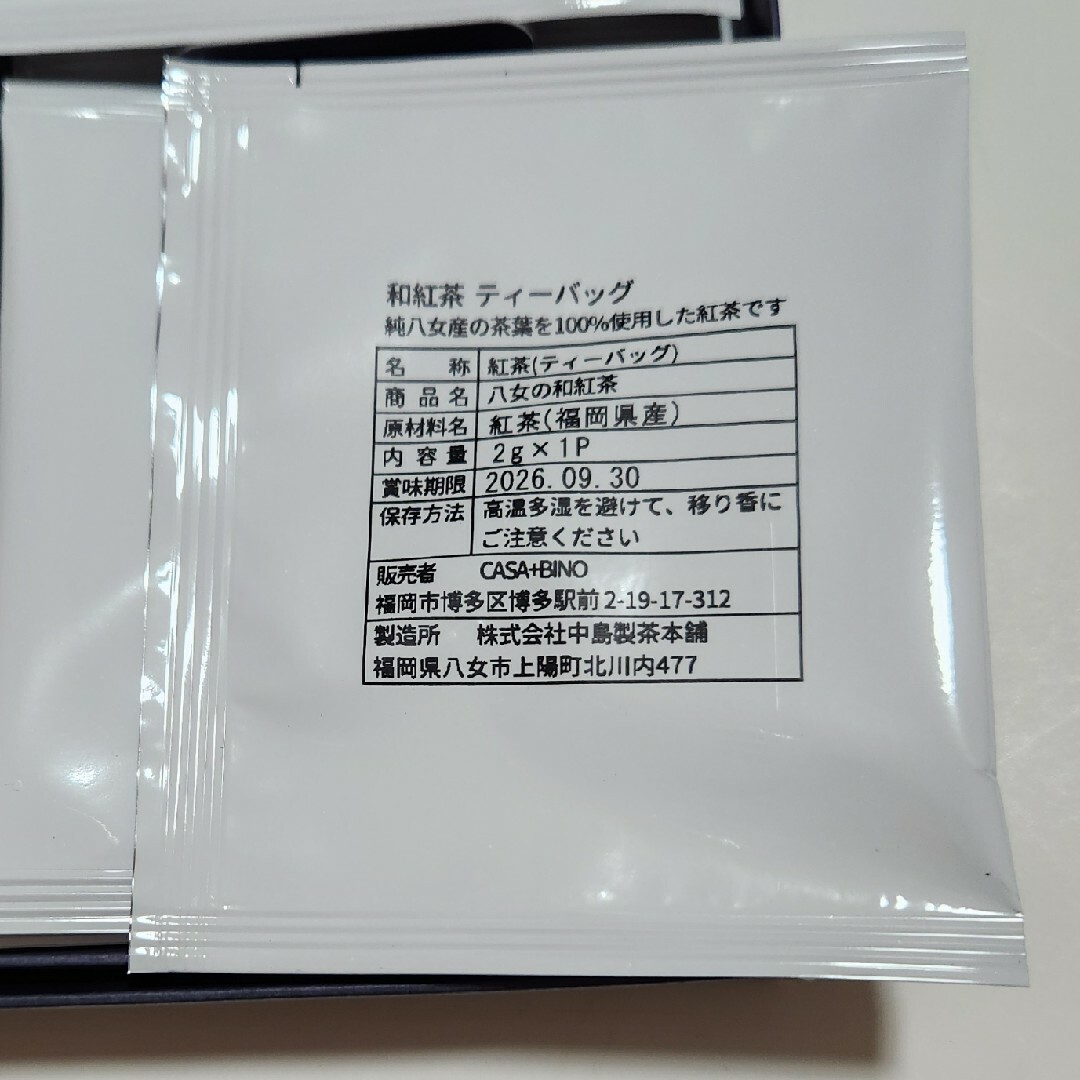 和紅茶 ティーバッグ
純八女産の茶葉を100%使用した紅茶です
名 称 紅茶(ティーバッグ)
商品名 八女の和紅茶
原材料名 紅茶(福岡県産)
内容量 2g×1P
賞味期限 2026.09.30
保存方法 高温多湿を避けて、移り香に
ご注意ください
販売者 CASA+BINO
福岡市博多区博多駅前2-19-17-312
製造所 株式会社中島製茶本舗
福岡県八女市上陽町北川内477